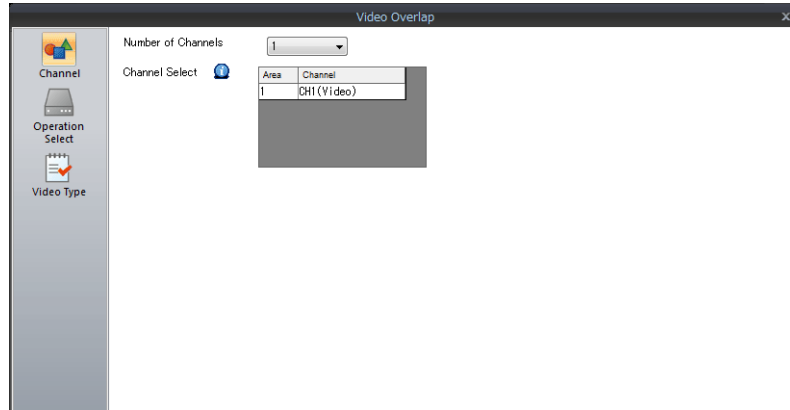 Video Overlap
X
Channel
Operation
Select
Video Type
Number of Channels
1
Channel Select
Area Channel
1 CH1(Video)